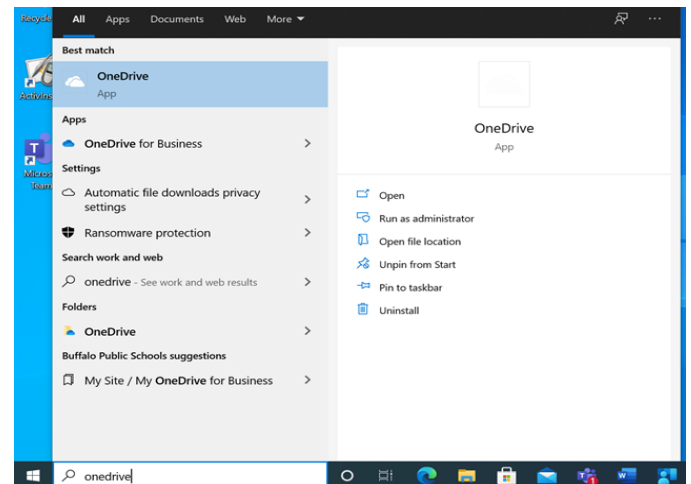 Recycle
All Apps Documents Web More
Best match
OneDrive
App
Apps
OneDrive for Business
Settings
Automatic file downloads privacy
settings
Ransomware protection
Search work and web
onedrive - See work and web results
Folders
OneDrive
Buffalo Public Schools suggestions
My Site / My OneDrive for Business
OneDrive
App
Open
Run as administrator
Open file location
Unpin from Start
Pin to taskbar
Uninstall
Micros
Team
onedrive